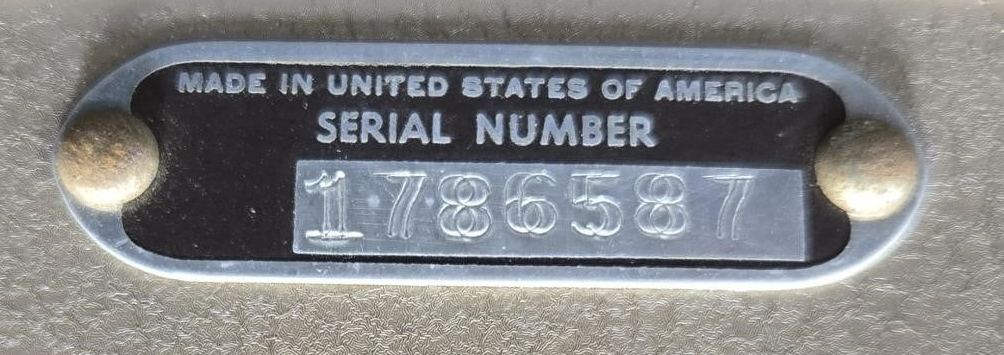 MADE IN UNITED STATES OF AMERICA
SERIAL NUMBER
1786587